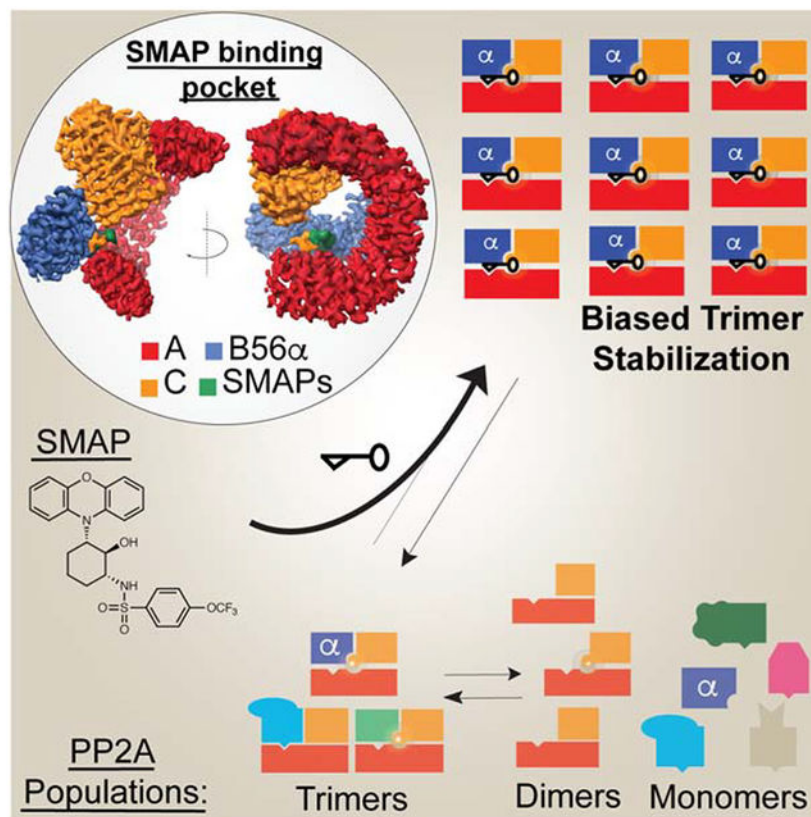 SMAP binding
pocket
A
B56α
C
SMAPs
α α α
α α α
α α α
Biased Trimer
Stabilization
SMAP
O
N
OH
NH
O=S
O
OCF3
α
α
PP2A
Populations:
Trimers
Dimers
Monomers